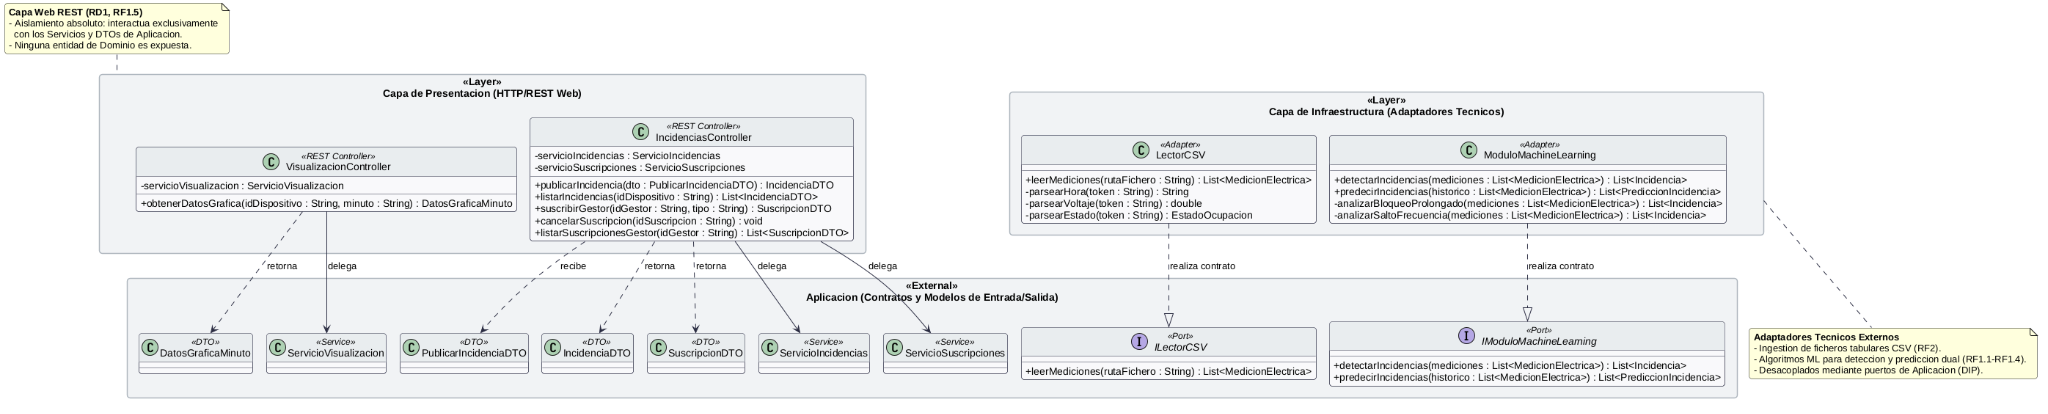 Capa Web REST (RD1, RF1.5)
- Aislamiento absoluto: interactua exclusivamente
con los Servicios y DTOs de Aplicacion.
- Ninguna entidad de Dominio es expuesta.
«Layer»
Capa de Presentacion (HTTP/REST Web)
«REST Controller»
VisualizacionController
-servicioVisualizacion : ServicioVisualizacion
+obtenerDatosGrafica(idDispositivo : String, minuto : String) : DatosGraficaMinuto
«REST Controller»
IncidenciasController
-servicioIncidencias : ServicioIncidencias
-servicioSuscripciones : ServicioSuscripciones
+publicarIncidencia(dto : PublicarIncidenciaDTO) : IncidenciaDTO
+listarIncidencias(idDispositivo : String) : List<IncidenciaDTO>
+suscribirGestor(idGestor : String, tipo : String) : SuscripcionDTO
+cancelarSuscripcion(idSuscripcion : String) : void
+listarSuscripcionesGestor(idGestor : String) : List<SuscripcionDTO>
«Layer»
Capa de Infraestructura (Adaptadores Tecnicos)
«Adapter»
LectorCSV
+leerMediciones(rutaFichero : String) : List<MedicionElectrica>
-parsearHora(token : String) : String
-parsearVoltaje(token : String) : double
-parsearEstado(token : String) : EstadoOcupacion
«Adapter»
ModuloMachineLearning
+detectarIncidencias(mediciones : List<MedicionElectrica>) : List<Incidencia>
+predecirIncidencias(historico : List<MedicionElectrica>) : List<PrediccionIncidencia>
-analizarBloqueoProlongado(mediciones : List<MedicionElectrica>) : List<Incidencia>
-analizarSaltoFrecuencia(mediciones : List<MedicionElectrica>) : List<Incidencia>
retorna
delega
recibe
retorna
retorna
delega
delega
realiza contrato
realiza contrato
«External»
Aplicacion (Contratos y Modelos de Entrada/Salida)
«DTO»
DatosGraficaMinuto
«Service»
ServicioVisualizacion
«DTO»
PublicarIncidenciaDTO
«DTO»
IncidenciaDTO
«DTO»
SuscripcionDTO
«Service»
ServicioIncidencias
«Service»
ServicioSuscripciones
«Port»
ILectorCSV
+leerMediciones(rutaFichero : String) : List<MedicionElectrica>
«Port»
IModuloMachineLearning
+detectarIncidencias(mediciones : List<MedicionElectrica>) : List<Incidencia>
+predecirIncidencias(historico : List<MedicionElectrica>) : List<PrediccionIncidencia>
Adaptadores Tecnicos Externos
- Ingestion de ficheros tabulares CSV (RF2).
- Algoritmos ML para deteccion y prediccion dual (RF1.1-RF1.4).
- Desacoplados mediante puertos de Aplicacion (DIP).